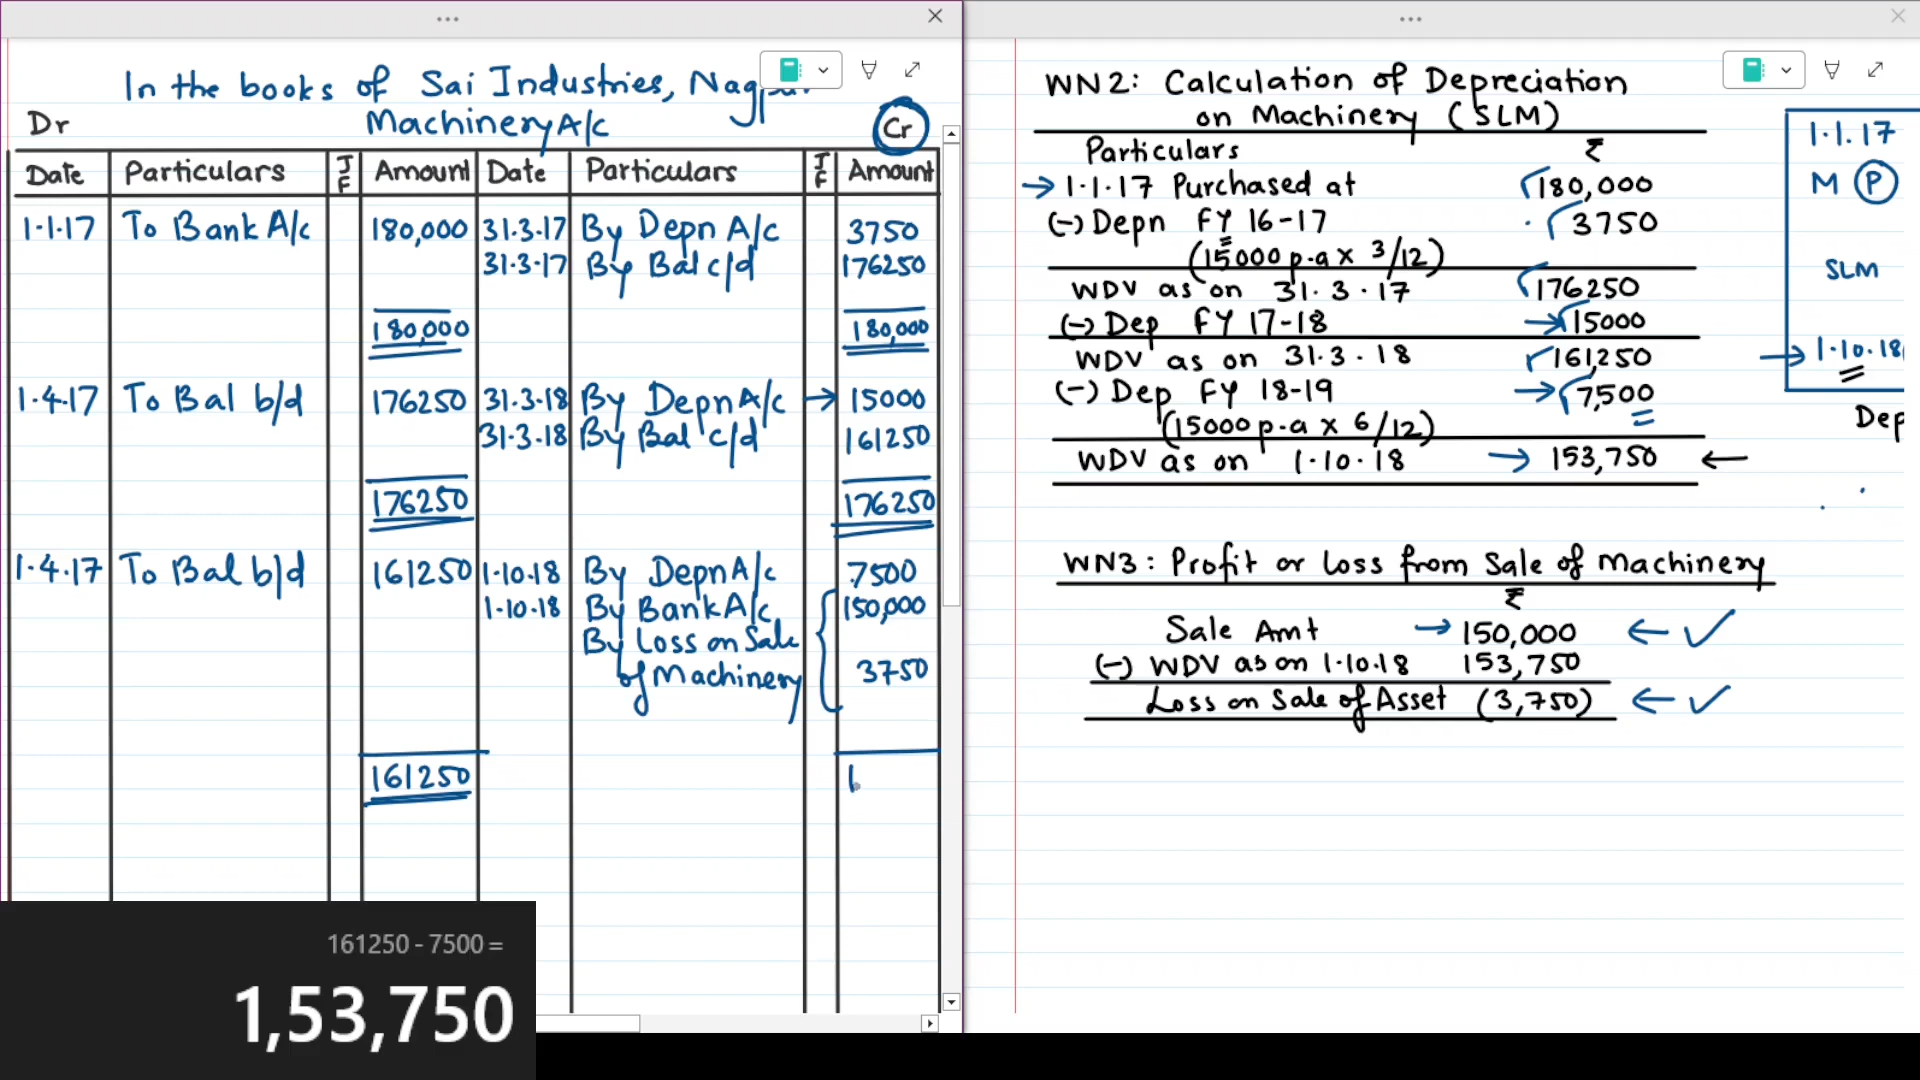 In the books of Sai Industries, Nagpur
Dr Machinery A/c Cr
Date Particulars JF Amount Date Particulars JF Amount
1-1-17 To Bank A/c 180,000 31.3.17 By Depn A/c 3750
31.3.17 By Bal c/d 176250
180,000 180,000
1.4.17 To Bal b/d 176250 31.3.18 By Depn A/c → 15000
31.3.18 By Bal c/d 161250
176250 176250
1.4.17 To Bal b/d 161250 1.10.18 By Depn A/c 7500
1.10.18 By Bank A/c 150,000
By Loss on Sale
of Machinery 3750
161250 1
161250 - 7500 =
1,53,750
WN2: Calculation of Depreciation
on Machinery (SLM)
Particulars ₹
→ 1.1.17 Purchased at 180,000
(-) Depn FY 16-17 3750
(15000 p.a x 3/12)
WDV as on 31.3.17 176250
(-) Dep FY 17-18 → 15000
WDV as on 31.3.18 161250
(-) Dep FY 18-19 → 7,500
(15000 p.a x 6/12)
WDV as on 1.10.18 → 153,750 ←
WN3: Profit or Loss from Sale of Machinery
₹
Sale Amt → 150,000 ← ✓
(-) WDV as on 1.10.18 153,750
Loss on Sale of Asset (3,750) ← ✓
1.1.17
M P
SLM
→ 1.10.18
Dep